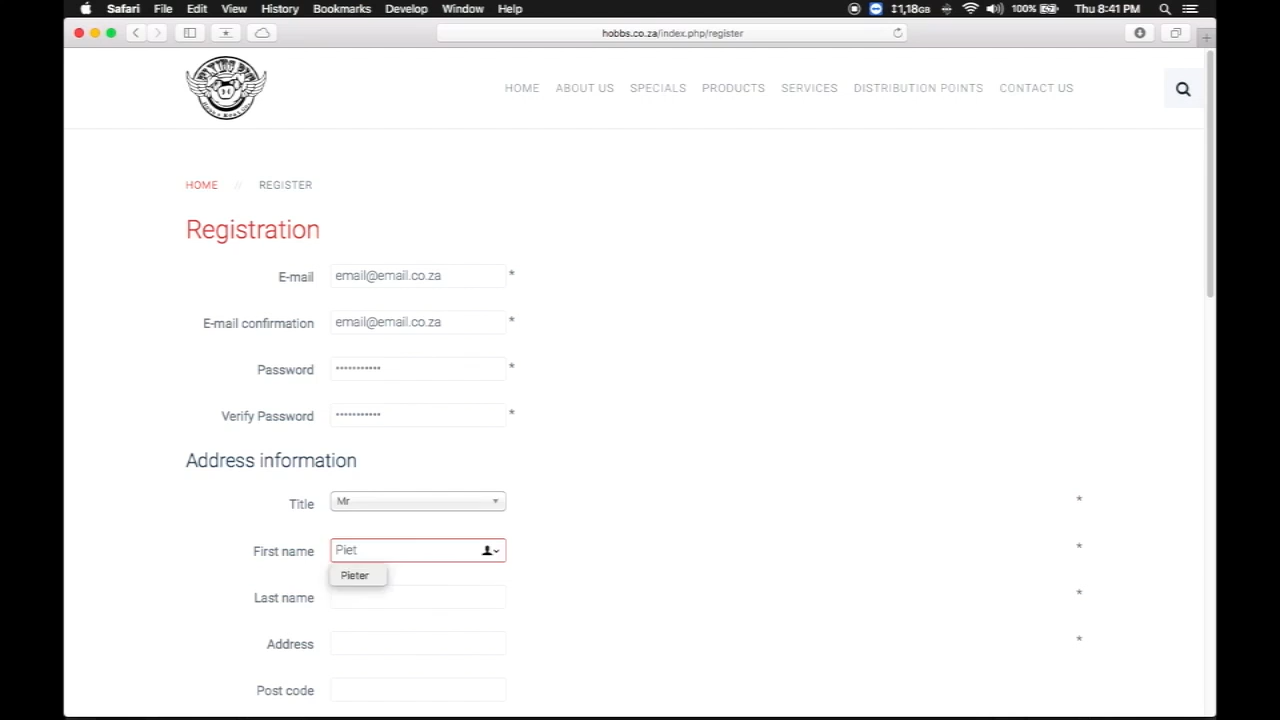 Safari File Edit View History Bookmarks Develop Window Help 100% Thu 8:41 PM
hobbs.co.za/index.php/register
HOME ABOUT US SPECIALS PRODUCTS SERVICES DISTRIBUTION POINTS CONTACT US
HOME // REGISTER
Registration
E-mail email@email.co.za *
E-mail confirmation email@email.co.za *
Password ••••••••••• *
Verify Password ••••••••••• *
Address information
Title Mr *
First name Piet *
Pieter
Last name *
Address *
Post code